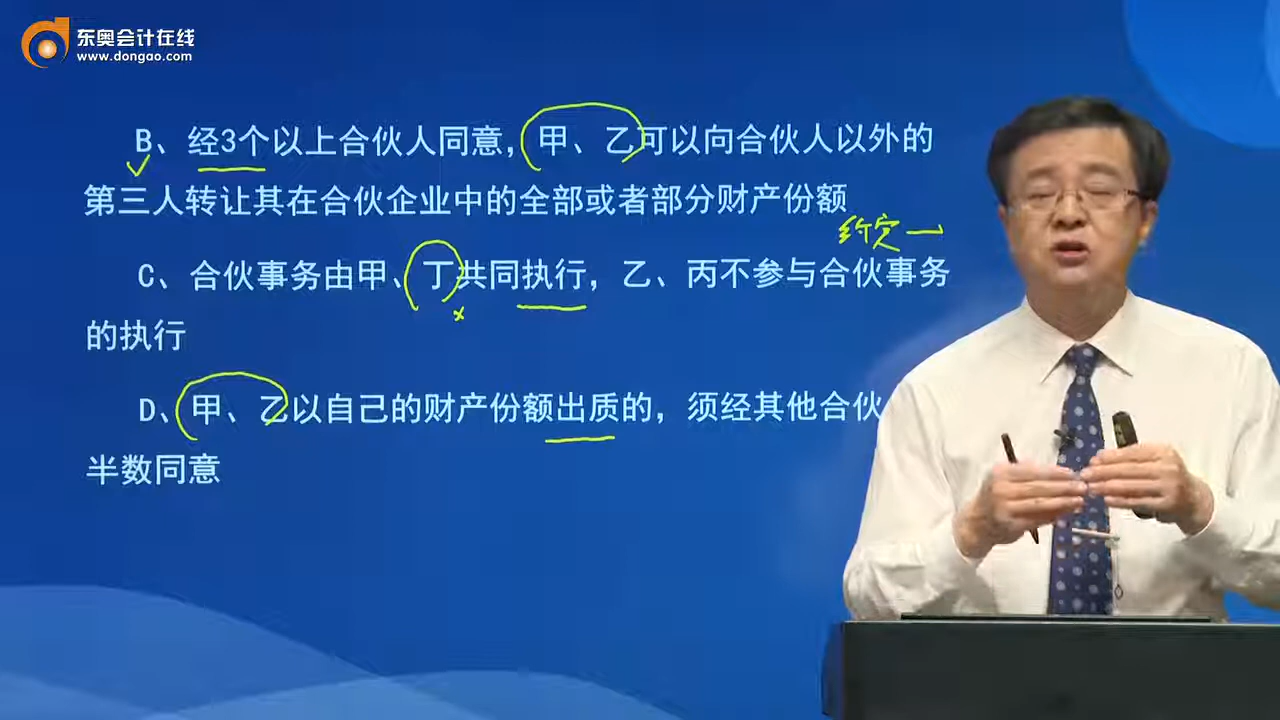 东奥会计在线
www.dongao.com
B、经3个以上合伙人同意，甲、乙可以向合伙人以外的
第三人转让其在合伙企业中的全部或者部分财产份额
约定
C、合伙事务由甲、丁共同执行，乙、丙不参与合伙事务
的执行
D、甲、乙以自己的财产份额出质的，须经其他合伙
半数同意